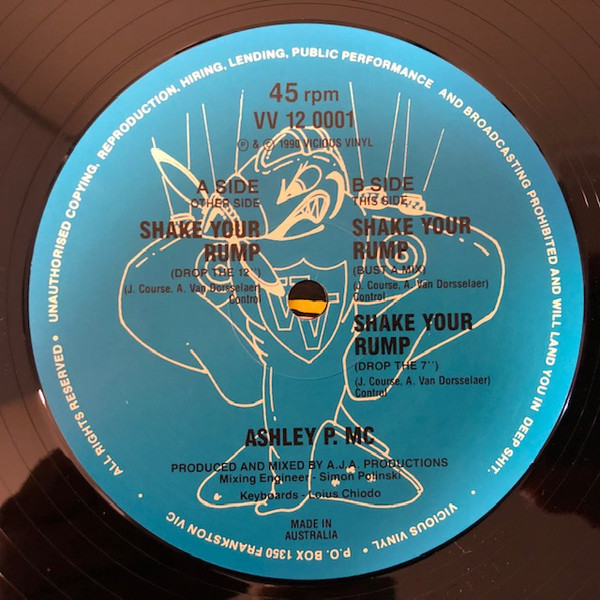 UNAUTHORISED COPYING, REPRODUCTION, HIRING, LENDING, PUBLIC PERFORMANCE AND BROADCASTING PROHIBITED AND WILL LAND YOU IN DEEP SHIT.
45 rpm
VV 12 0001
Ⓟ & © 1990 VICIOUS VINYL
A SIDE
OTHER SIDE
SHAKE YOUR
RUMP
(DROP THE 12'')
(J. Course, A. Van Dorsselaer)
Control
B SIDE
THIS SIDE
SHAKE YOUR
RUMP
(BUST A MIX)
(J. Course, A. Van Dorsselaer)
Control
SHAKE YOUR
RUMP
(DROP THE 7'')
(J. Course, A. Van Dorsselaer)
Control
VV
ASHLEY P. MC
PRODUCED AND MIXED BY A.J.A. PRODUCTIONS
Mixing Engineer - Simon Polinski
Keyboards - Loius Chiodo
MADE IN
AUSTRALIA
VICIOUS VINYL • P.O. BOX 1350 FRANKSTON VIC • ALL RIGHTS RESERVED •